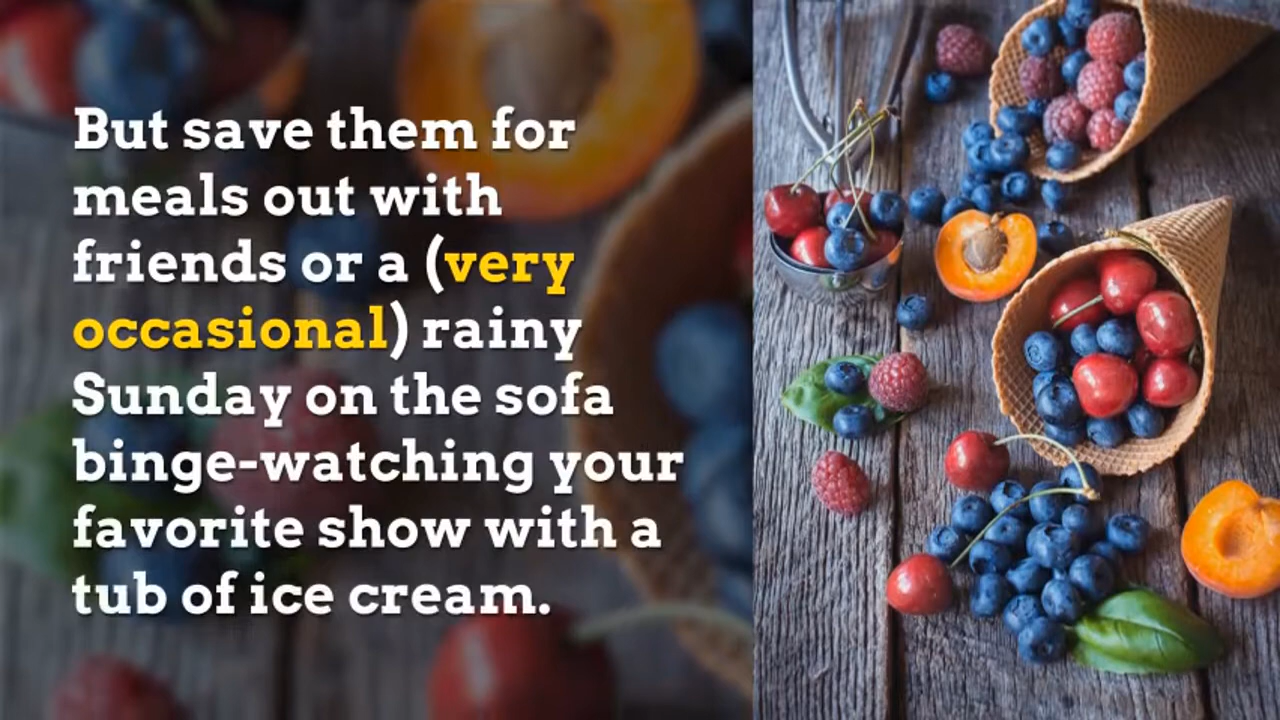 But save them for
meals out with
friends or a (very
occasional) rainy
Sunday on the sofa
binge-watching your
favorite show with a
tub of ice cream.